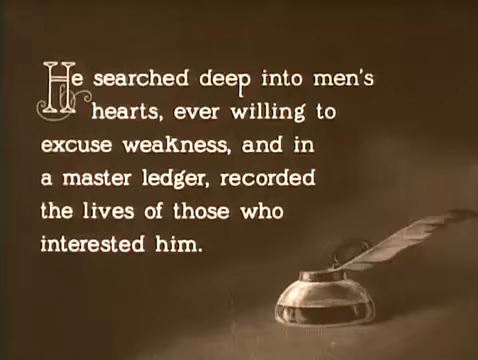 He searched deep into men's
hearts, ever willing to
excuse weakness, and in
a master ledger, recorded
the lives of those who
interested him.